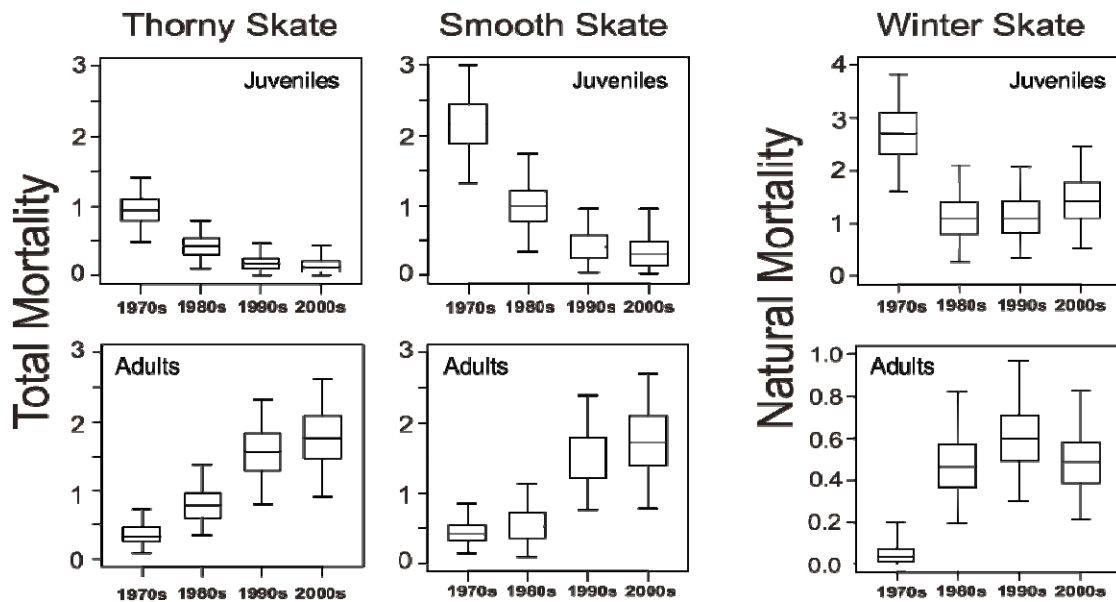 Thorny Skate
Smooth Skate
Winter Skate
Total Mortality
3
2
1
0
Juveniles
1970s 1980s 1990s 2000s
3
2
1
0
Juveniles
1970s 1980s 1990s 2000s
Natural Mortality
4
3
2
1
0
Juveniles
1970s 1980s 1990s 2000s
3
2
1
0
Adults
1970s 1980s 1990s 2000s
3
2
1
0
Adults
1970s 1980s 1990s 2000s
1.0
0.8
0.6
0.4
0.2
0.0
Adults
1970s 1980s 1990s 2000s